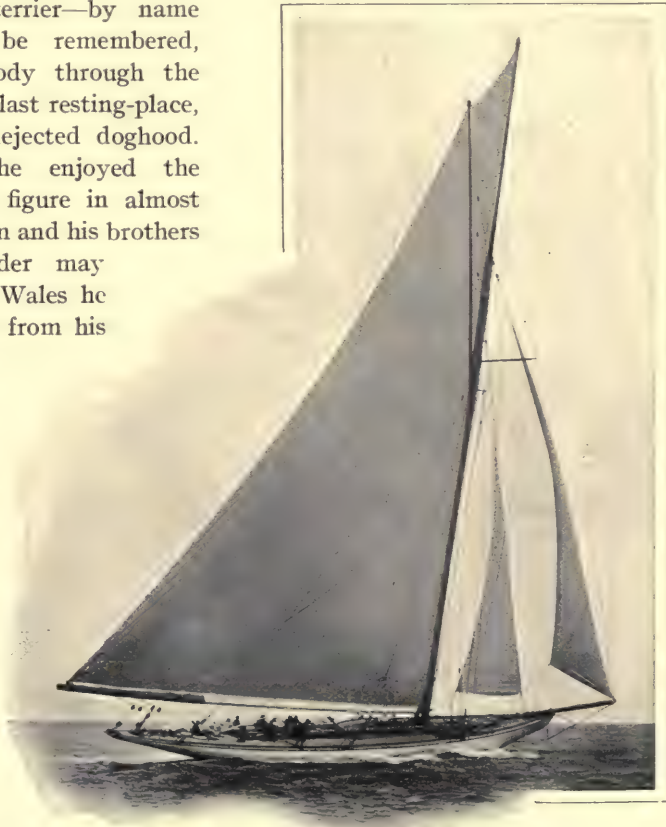 terrier—by name
be remembered,
ody through the
last resting-place,
ejected doghood.
he enjoyed the
figure in almost
n and his brothers
der may
Wales he
from his